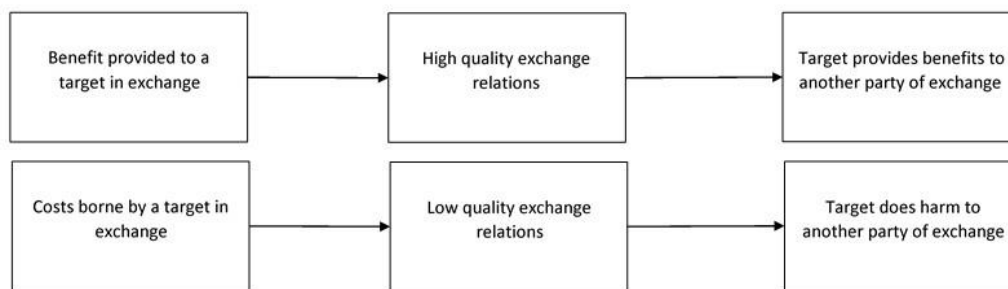 Benefit provided to a
target in exchange
High quality exchange
relations
Target provides benefits to
another party of exchange
Costs borne by a target in
exchange
Low quality exchange
relations
Target does harm to
another party of exchange